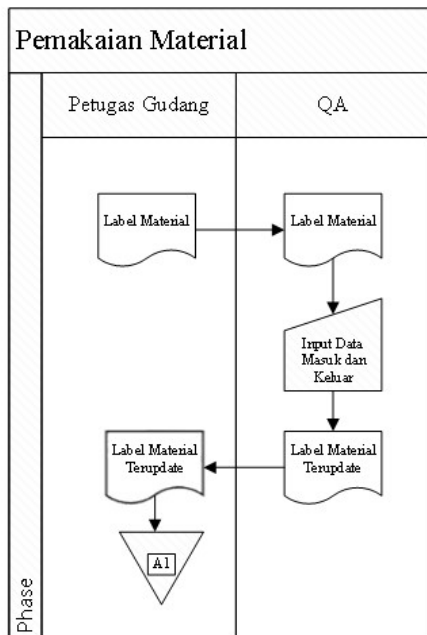 Pemakaian Material
Petugas Gudang
QA
Label Material
Label Material
Input Data
Masuk dan
Keluar
Label Material
Terupdate
Label Material
Terupdate
A1
Phase